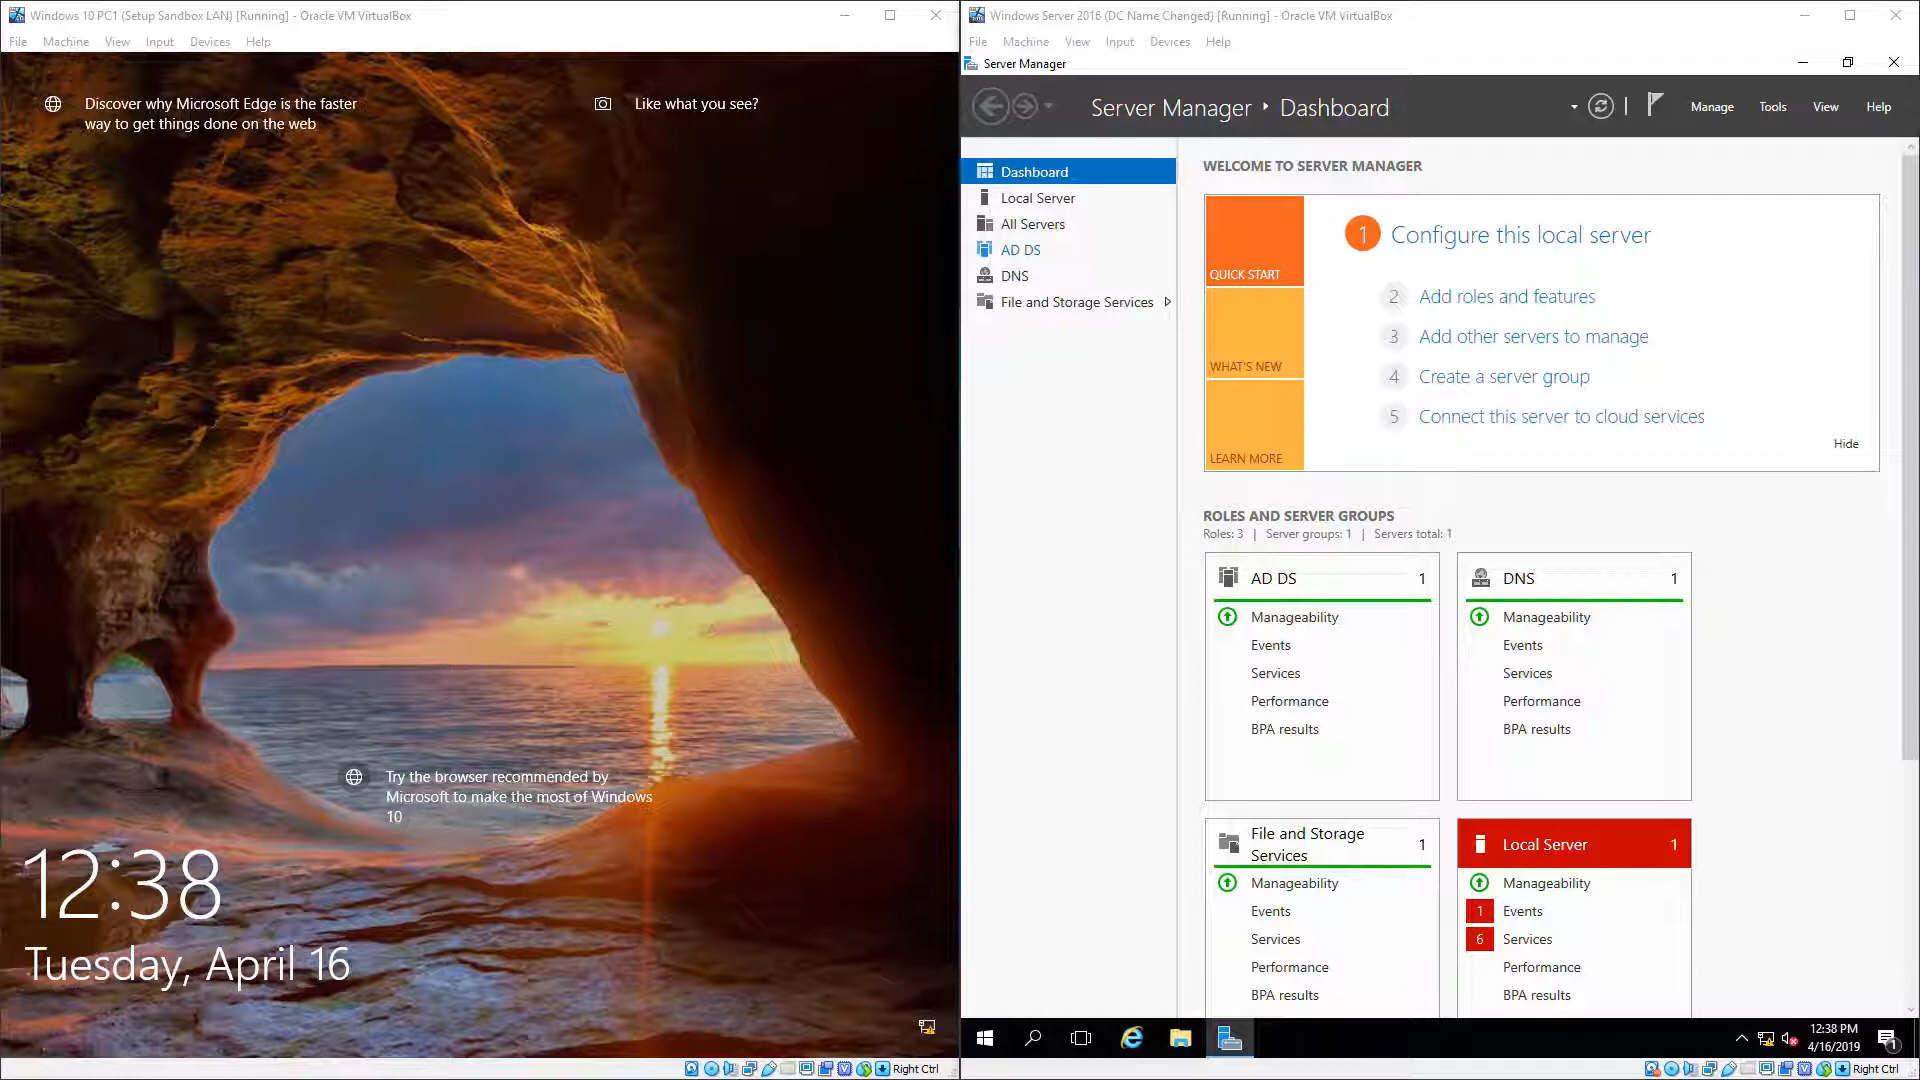 Windows 10 PC1 (Setup Sandbox LAN) [Running] - Oracle VM VirtualBox
File Machine View Input Devices Help
Discover why Microsoft Edge is the faster
way to get things done on the web
Like what you see?
Try the browser recommended by
Microsoft to make the most of Windows
10
12:38
Tuesday, April 16
Right Ctrl
Windows Server 2016 (DC Name Changed) [Running] - Oracle VM VirtualBox
File Machine View Input Devices Help
Server Manager
Server Manager • Dashboard
Manage Tools View Help
Dashboard
Local Server
All Servers
AD DS
DNS
File and Storage Services
WELCOME TO SERVER MANAGER
QUICK START
WHAT'S NEW
LEARN MORE
1 Configure this local server
2 Add roles and features
3 Add other servers to manage
4 Create a server group
5 Connect this server to cloud services
Hide
ROLES AND SERVER GROUPS
Roles: 3 | Server groups: 1 | Servers total: 1
AD DS 1
Manageability
Events
Services
Performance
BPA results
DNS 1
Manageability
Events
Services
Performance
BPA results
File and Storage
Services 1
Manageability
Events
Services
Performance
BPA results
Local Server 1
Manageability
1 Events
6 Services
Performance
BPA results
12:38 PM
4/16/2019
1
Right Ctrl